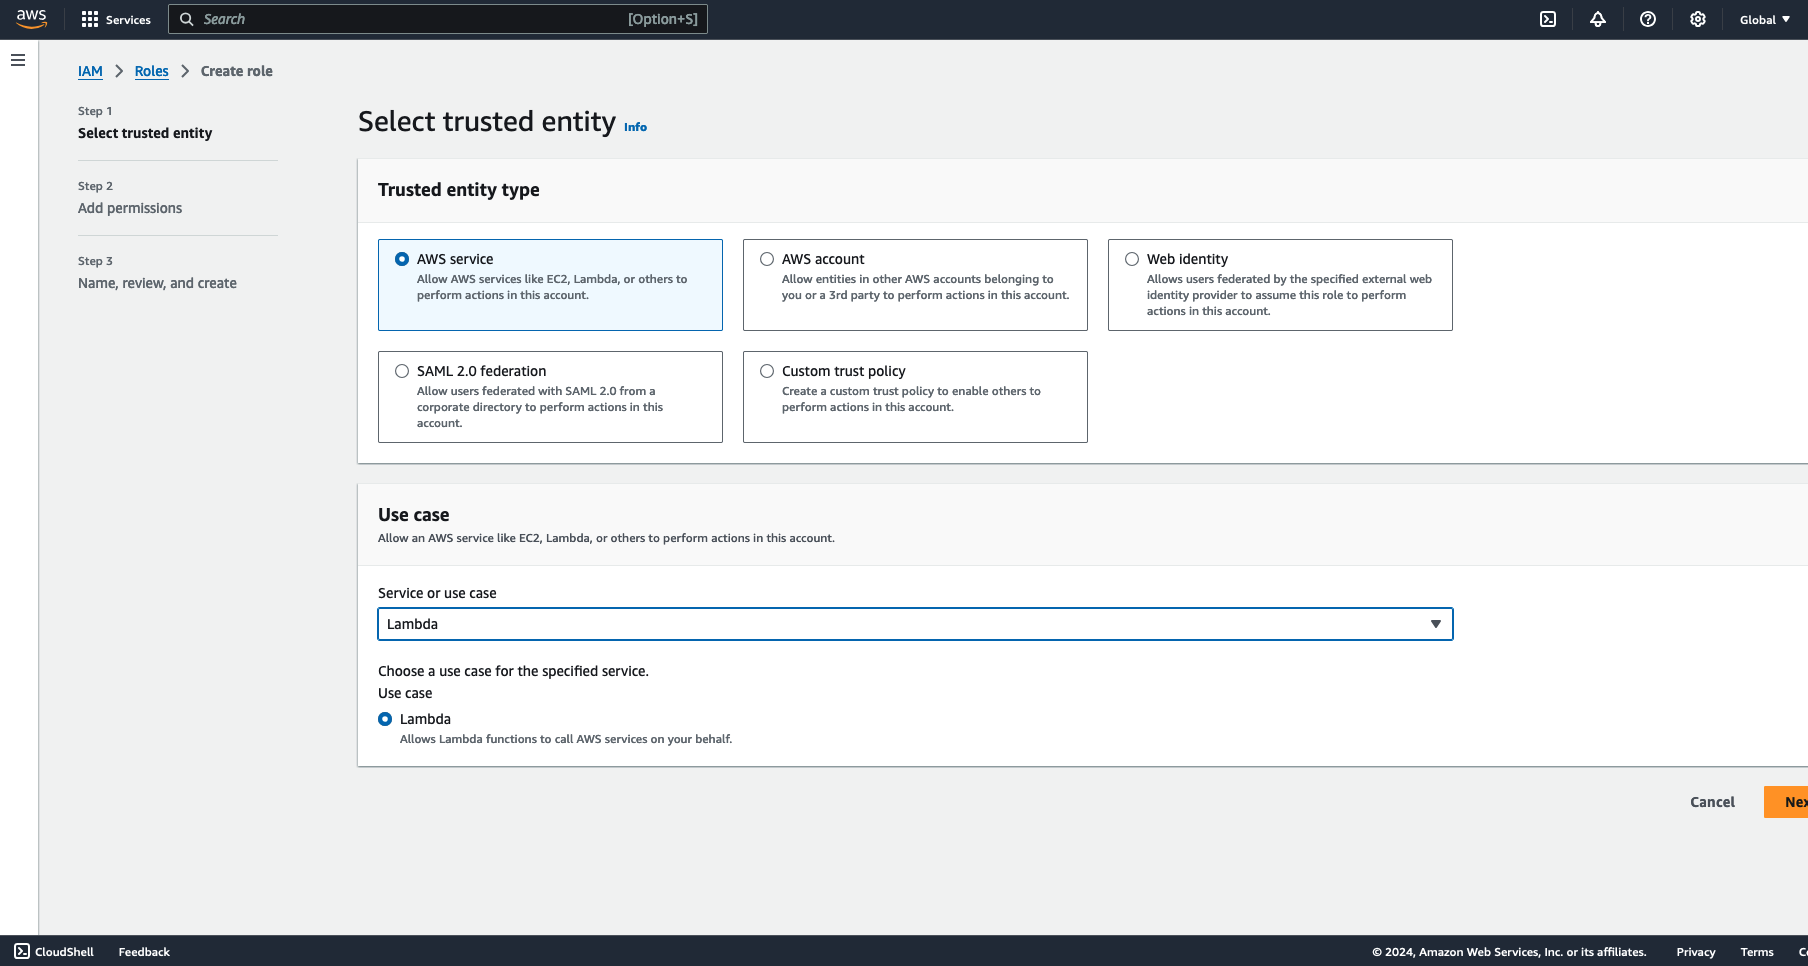 aws
Services
Search
[Option+S]
Global
IAM > Roles > Create role
Step 1
Select trusted entity
Step 2
Add permissions
Step 3
Name, review, and create
Select trusted entity Info
Trusted entity type
AWS service
Allow AWS services like EC2, Lambda, or others to
perform actions in this account.
AWS account
Allow entities in other AWS accounts belonging to
you or a 3rd party to perform actions in this account.
Web identity
Allows users federated by the specified external web
identity provider to assume this role to perform
actions in this account.
SAML 2.0 federation
Allow users federated with SAML 2.0 from a
corporate directory to perform actions in this
account.
Custom trust policy
Create a custom trust policy to enable others to
perform actions in this account.
Use case
Allow an AWS service like EC2, Lambda, or others to perform actions in this account.
Service or use case
Lambda
Choose a use case for the specified service.
Use case
Lambda
Allows Lambda functions to call AWS services on your behalf.
Cancel
CloudShell
Feedback
© 2024, Amazon Web Services, Inc. or its affiliates.
Privacy
Terms